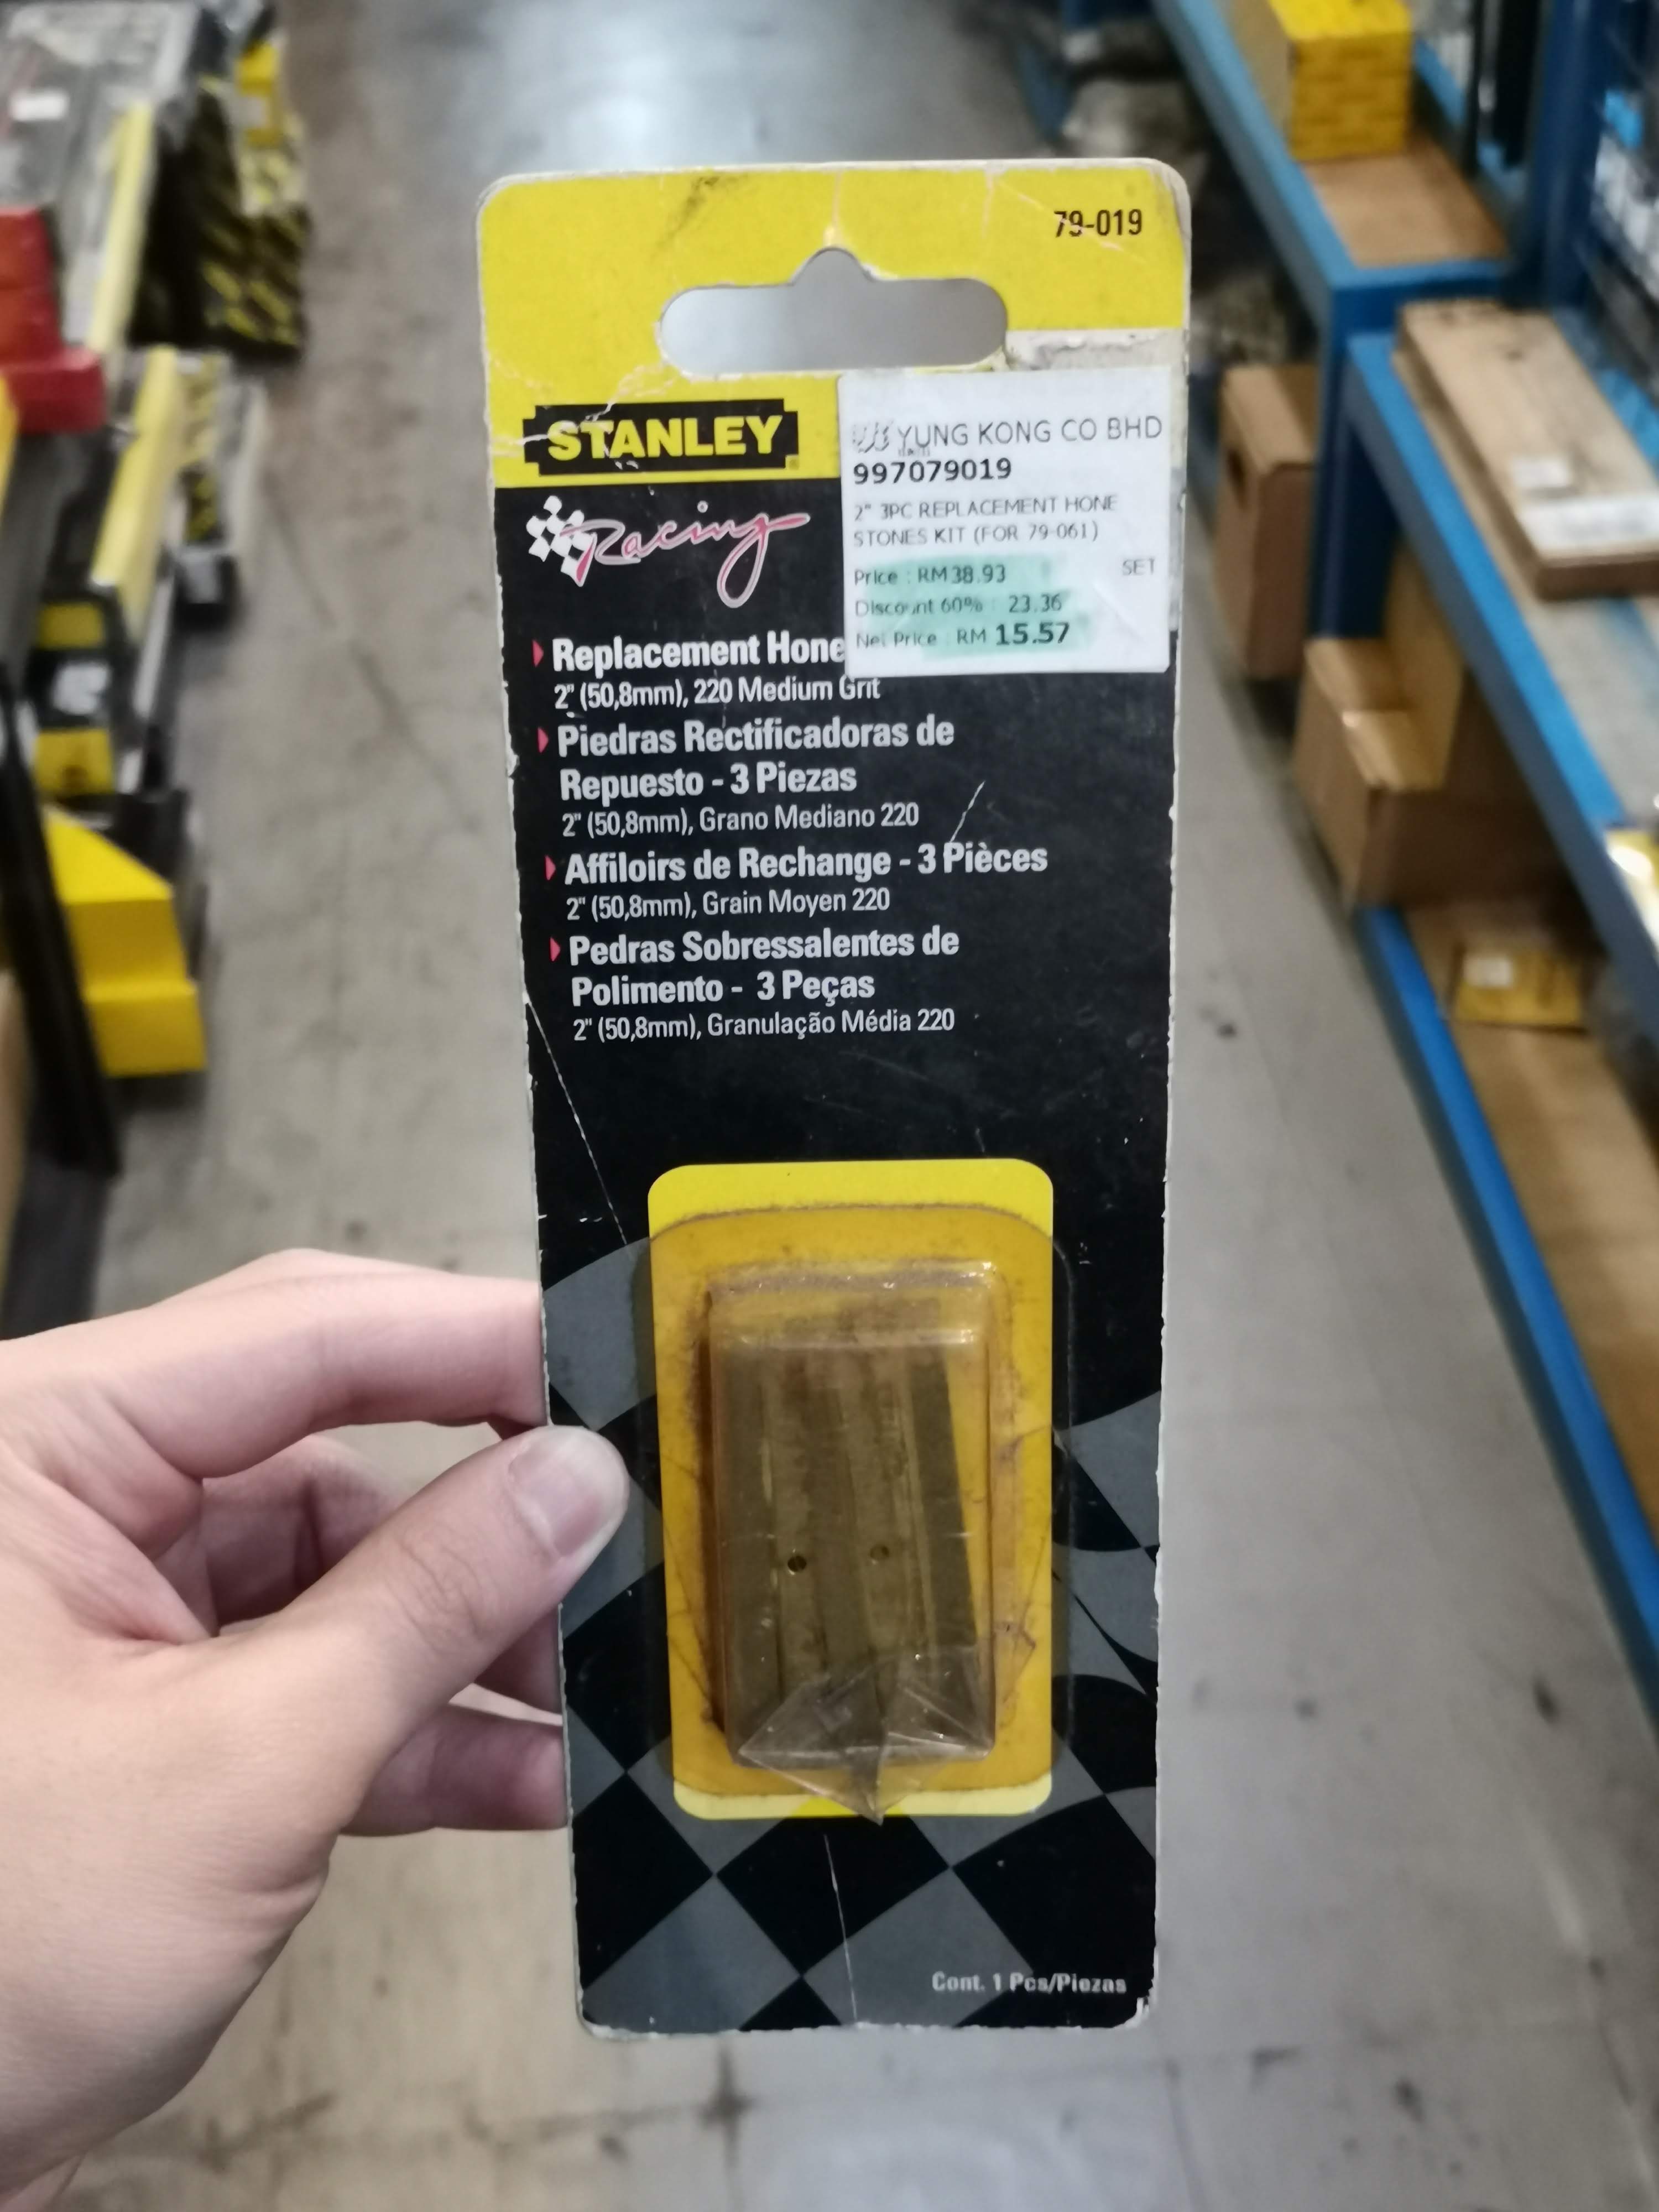 79-019
STANLEY
Racing
YUNG KONG CO BHD
997079019
2" 3PC REPLACEMENT HONE
STONES KIT (FOR 79-061)
Price : RM38.93 SET
Discount 60% : 23.36
Net Price : RM 15.57
Replacement Hone
2" (50,8mm), 220 Medium Grit
Piedras Rectificadoras de
Repuesto - 3 Piezas
2" (50,8mm), Grano Mediano 220
Affiloirs de Rechange - 3 Pièces
2" (50,8mm), Grain Moyen 220
Pedras Sobressalentes de
Polimento - 3 Peças
2" (50,8mm), Granulação Média 220
Cont. 1 Pcs/Piezas